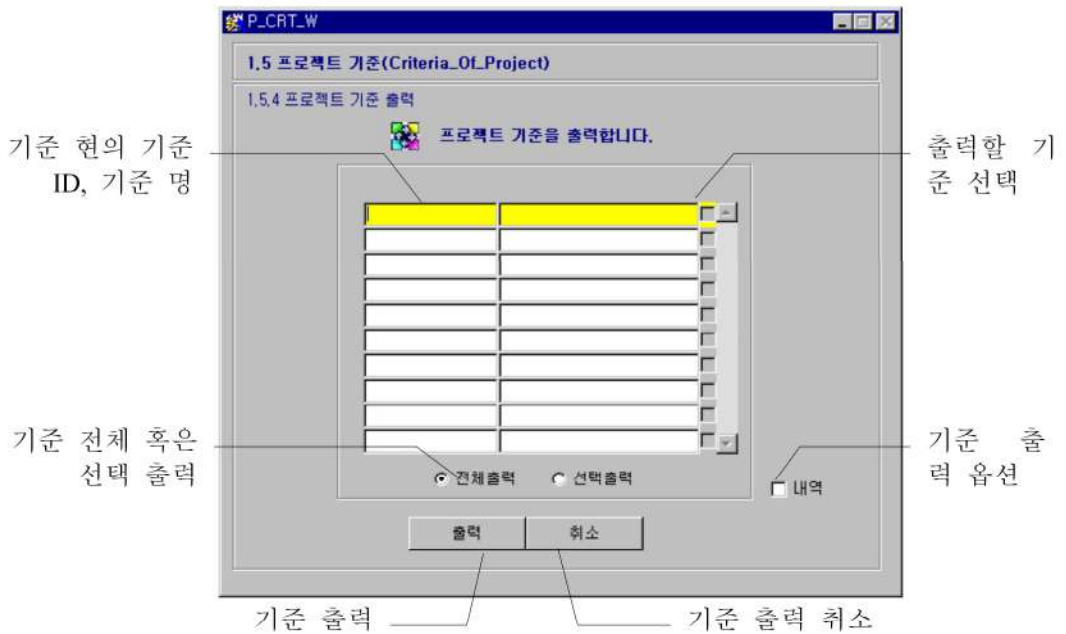 P_CRT_W
1.5 프로젝트 기준(Criteria_Of_Project)
1.5.4 프로젝트 기준 출력
프로젝트 기준을 출력합니다.
기준 현의 기준
ID, 기준 명
출력할 기
준 선택
기준 전체 혹은
선택 출력
기준 출
력 옵션
전체출력 선택출력
내역
출력 취소
기준 출력
기준 출력 취소